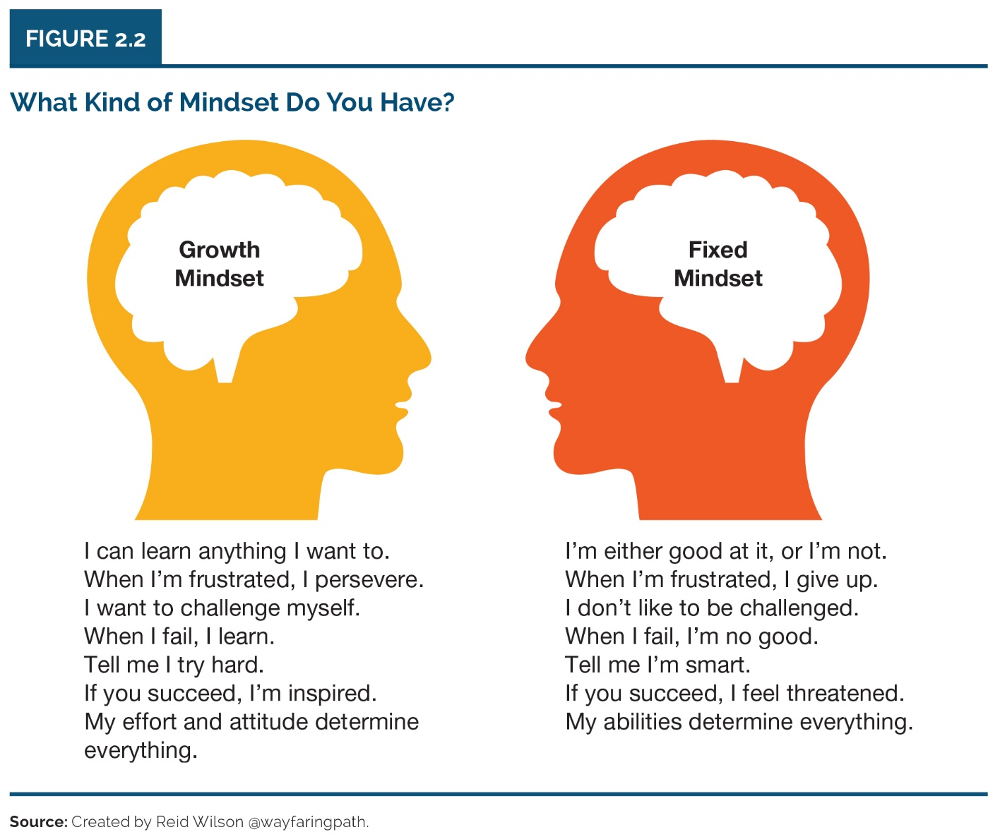 FIGURE 2.2
What Kind of Mindset Do You Have?
Growth
Mindset
Fixed
Mindset
I can learn anything I want to.
When I’m frustrated, I persevere.
I want to challenge myself.
When I fail, I learn.
Tell me I try hard.
If you succeed, I’m inspired.
My effort and attitude determine
everything.
I’m either good at it, or I’m not.
When I’m frustrated, I give up.
I don’t like to be challenged.
When I fail, I’m no good.
Tell me I’m smart.
If you succeed, I feel threatened.
My abilities determine everything.
Source: Created by Reid Wilson @wayfaringpath.